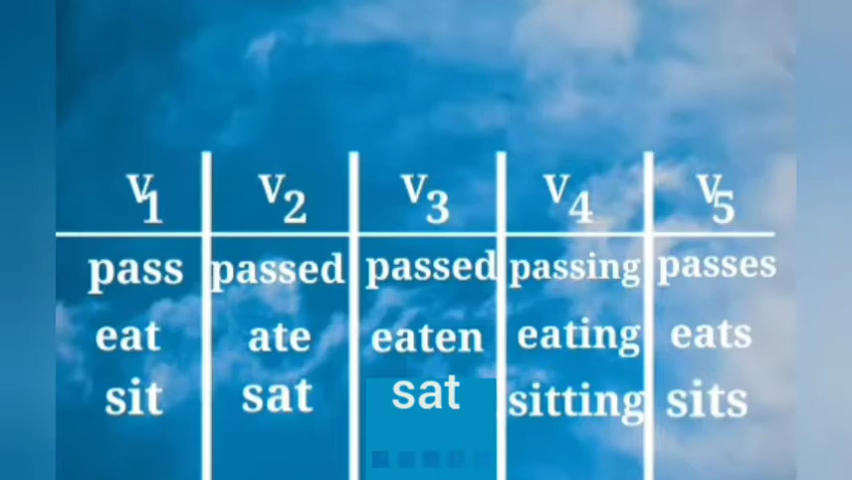 V1 V2 V3 V4 V5
pass passed passed passing passes
eat ate eaten eating eats
sit sat sat sitting sits